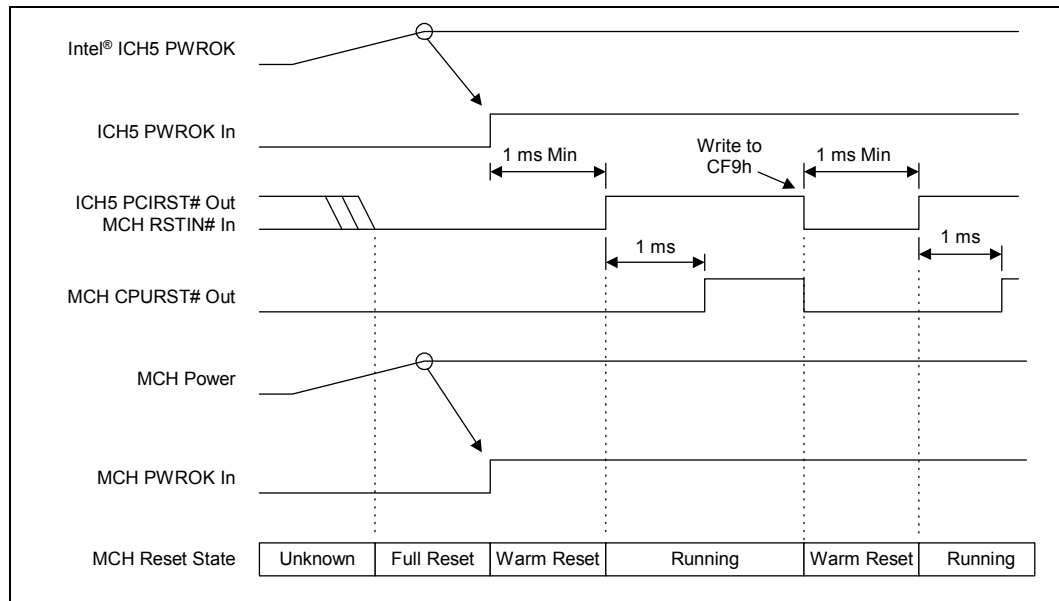 Intel® ICH5 PWROK
ICH5 PWROK In
1 ms Min
Write to
CF9h
1 ms Min
ICH5 PCIRST# Out
MCH RSTIN# In
1 ms
1 ms
MCH CPURST# Out
MCH Power
MCH PWROK In
MCH Reset State
Unknown
Full Reset
Warm Reset
Running
Warm Reset
Running